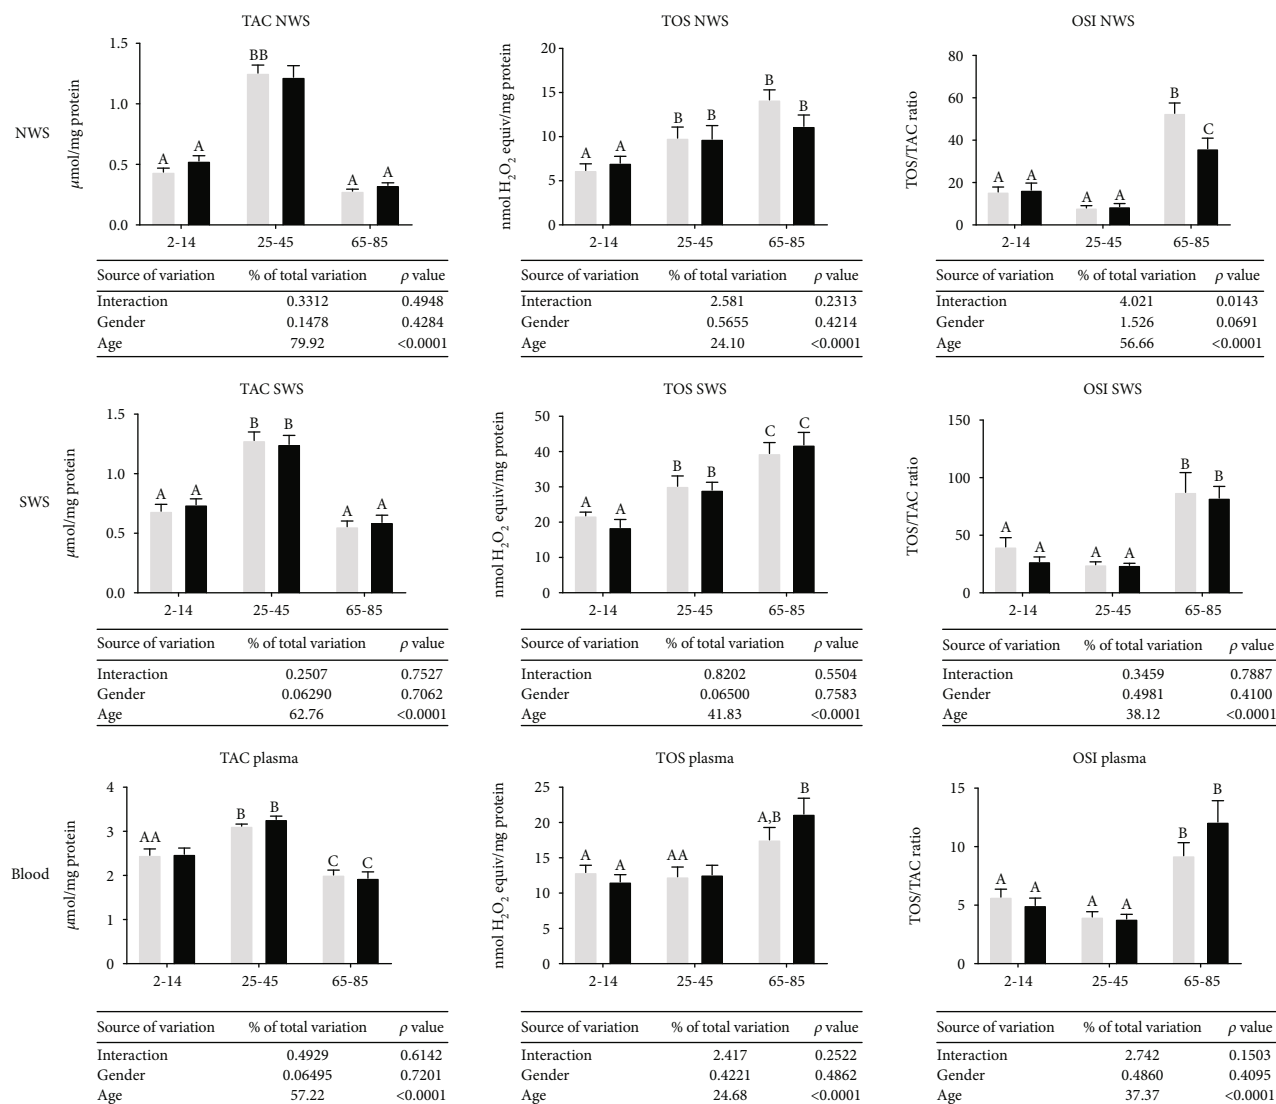 TAC NWS
TOS NWS
OSI NWS
NWS
μmol/mg protein
1.5
1.0
0.5
0.0
A
A
BB
A
A
2-14
25-45
65-85
nmol H₂O₂ equiv/mg protein
20
15
10
5
0
A
A
B
B
B
B
2-14
25-45
65-85
TOS/TAC ratio
80
60
40
20
0
A
A
A
A
B
C
2-14
25-45
65-85
Source of variation % of total variation ρ value
Interaction 0.3312 0.4948
Gender 0.1478 0.4284
Age 79.92 <0.0001
Source of variation % of total variation ρ value
Interaction 2.581 0.2313
Gender 0.5655 0.4214
Age 24.10 <0.0001
Source of variation % of total variation ρ value
Interaction 4.021 0.0143
Gender 1.526 0.0691
Age 56.66 <0.0001
TAC SWS
TOS SWS
OSI SWS
SWS
μmol/mg protein
1.5
1.0
0.5
0.0
A
A
B
B
A
A
2-14
25-45
65-85
nmol H₂O₂ equiv/mg protein
50
40
30
20
10
0
A
A
B
B
C
C
2-14
25-45
65-85
TOS/TAC ratio
150
100
50
0
A
A
A
A
B
B
2-14
25-45
65-85
Source of variation % of total variation ρ value
Interaction 0.2507 0.7527
Gender 0.06290 0.7062
Age 62.76 <0.0001
Source of variation % of total variation ρ value
Interaction 0.8202 0.5504
Gender 0.06500 0.7583
Age 41.83 <0.0001
Source of variation % of total variation ρ value
Interaction 0.3459 0.7887
Gender 0.4981 0.4100
Age 38.12 <0.0001
TAC plasma
TOS plasma
OSI plasma
Blood
μmol/mg protein
4
3
2
1
0
AA
B
B
C
C
2-14
25-45
65-85
nmol H₂O₂ equiv/mg protein
25
20
15
10
5
0
A
A
AA
A,B
B
2-14
25-45
65-85
TOS/TAC ratio
15
10
5
0
A
A
A
A
B
B
2-14
25-45
65-85
Source of variation % of total variation ρ value
Interaction 0.4929 0.6142
Gender 0.06495 0.7201
Age 57.22 <0.0001
Source of variation % of total variation ρ value
Interaction 2.417 0.2522
Gender 0.4221 0.4862
Age 24.68 <0.0001
Source of variation % of total variation ρ value
Interaction 2.742 0.1503
Gender 0.4860 0.4095
Age 37.37 <0.0001